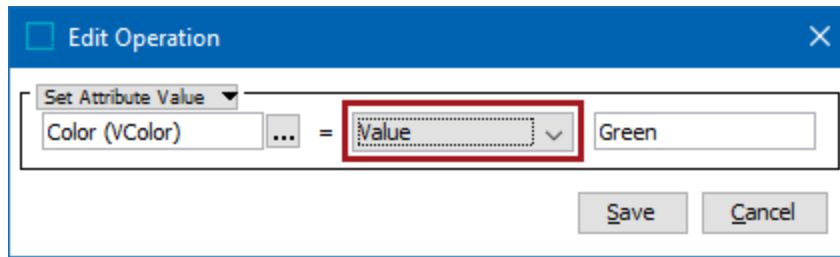 Edit Operation
Set Attribute Value
Color (VColor) ... = Value Green
Save Cancel